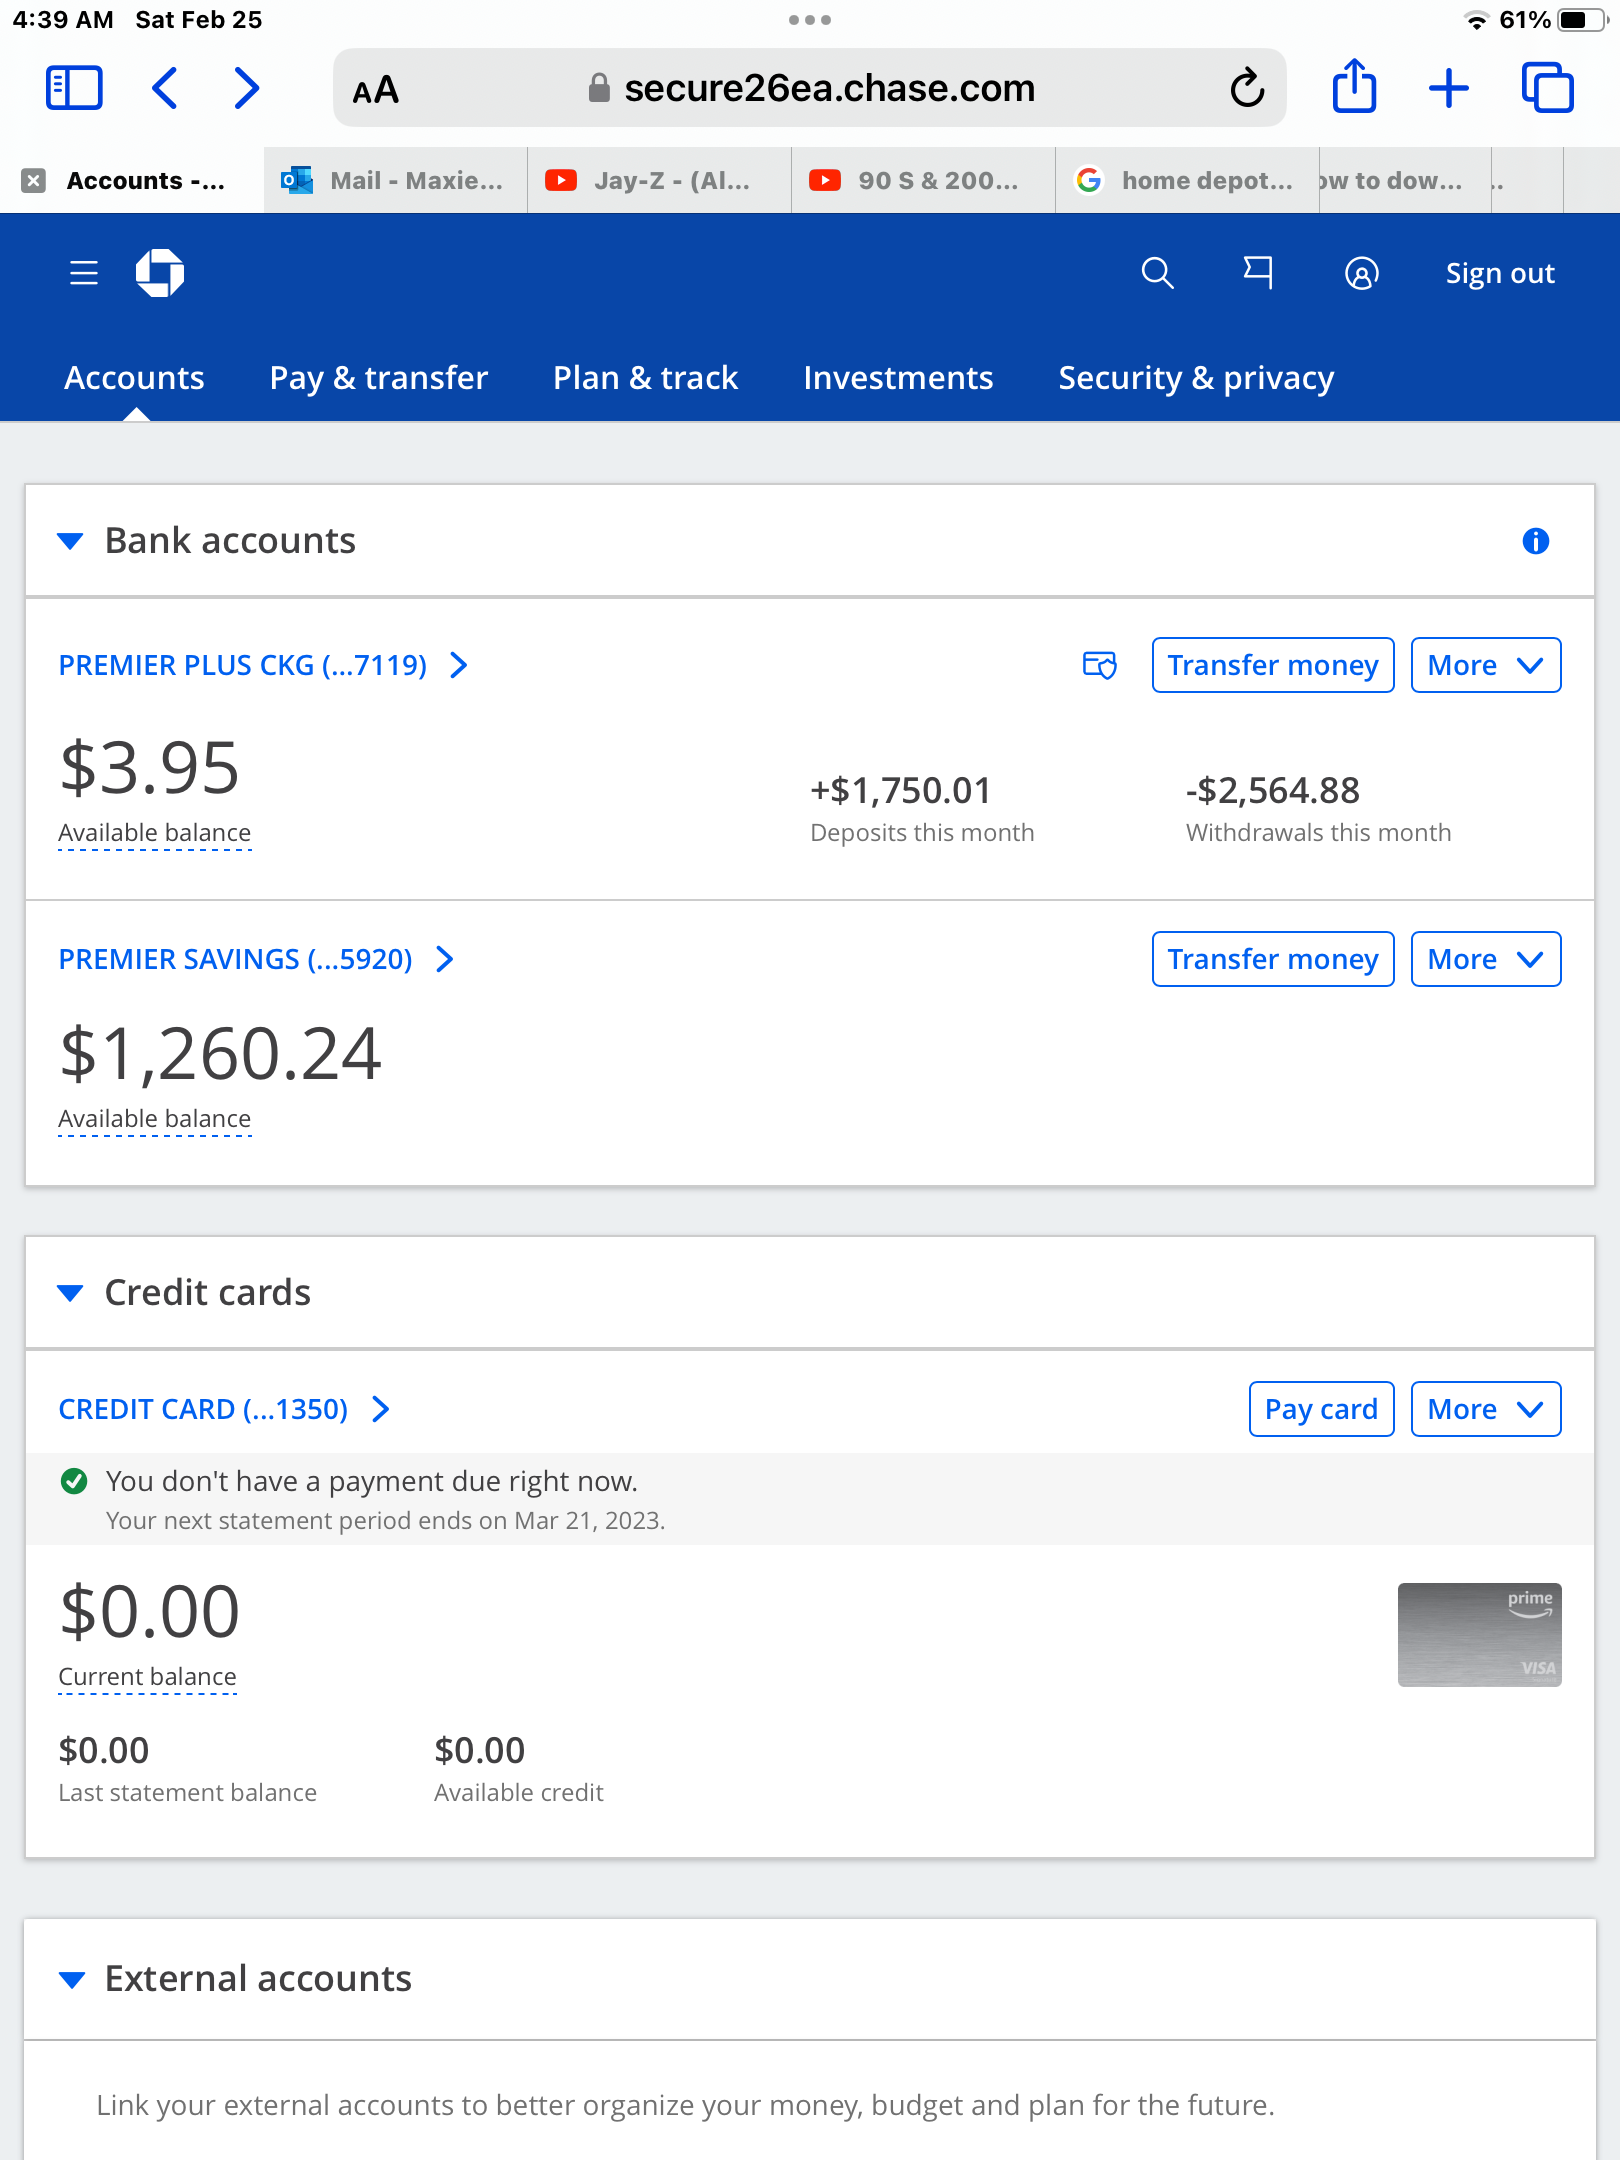 4:39 AM Sat Feb 25 61%
AA secure26ea.chase.com
Accounts -... Mail - Maxie... Jay-Z - (Al... 90 S & 200... home depot... ow to dow... ..
Sign out
Accounts Pay & transfer Plan & track Investments Security & privacy
Bank accounts
PREMIER PLUS CKG (...7119) Transfer money More
$3.95 +$1,750.01 -$2,564.88
Available balance Deposits this month Withdrawals this month
PREMIER SAVINGS (...5920) Transfer money More
$1,260.24
Available balance
Credit cards
CREDIT CARD (...1350) Pay card More
You don't have a payment due right now.
Your next statement period ends on Mar 21, 2023.
$0.00 prime
VISA
Current balance
$0.00 $0.00
Last statement balance Available credit
External accounts
Link your external accounts to better organize your money, budget and plan for the future.